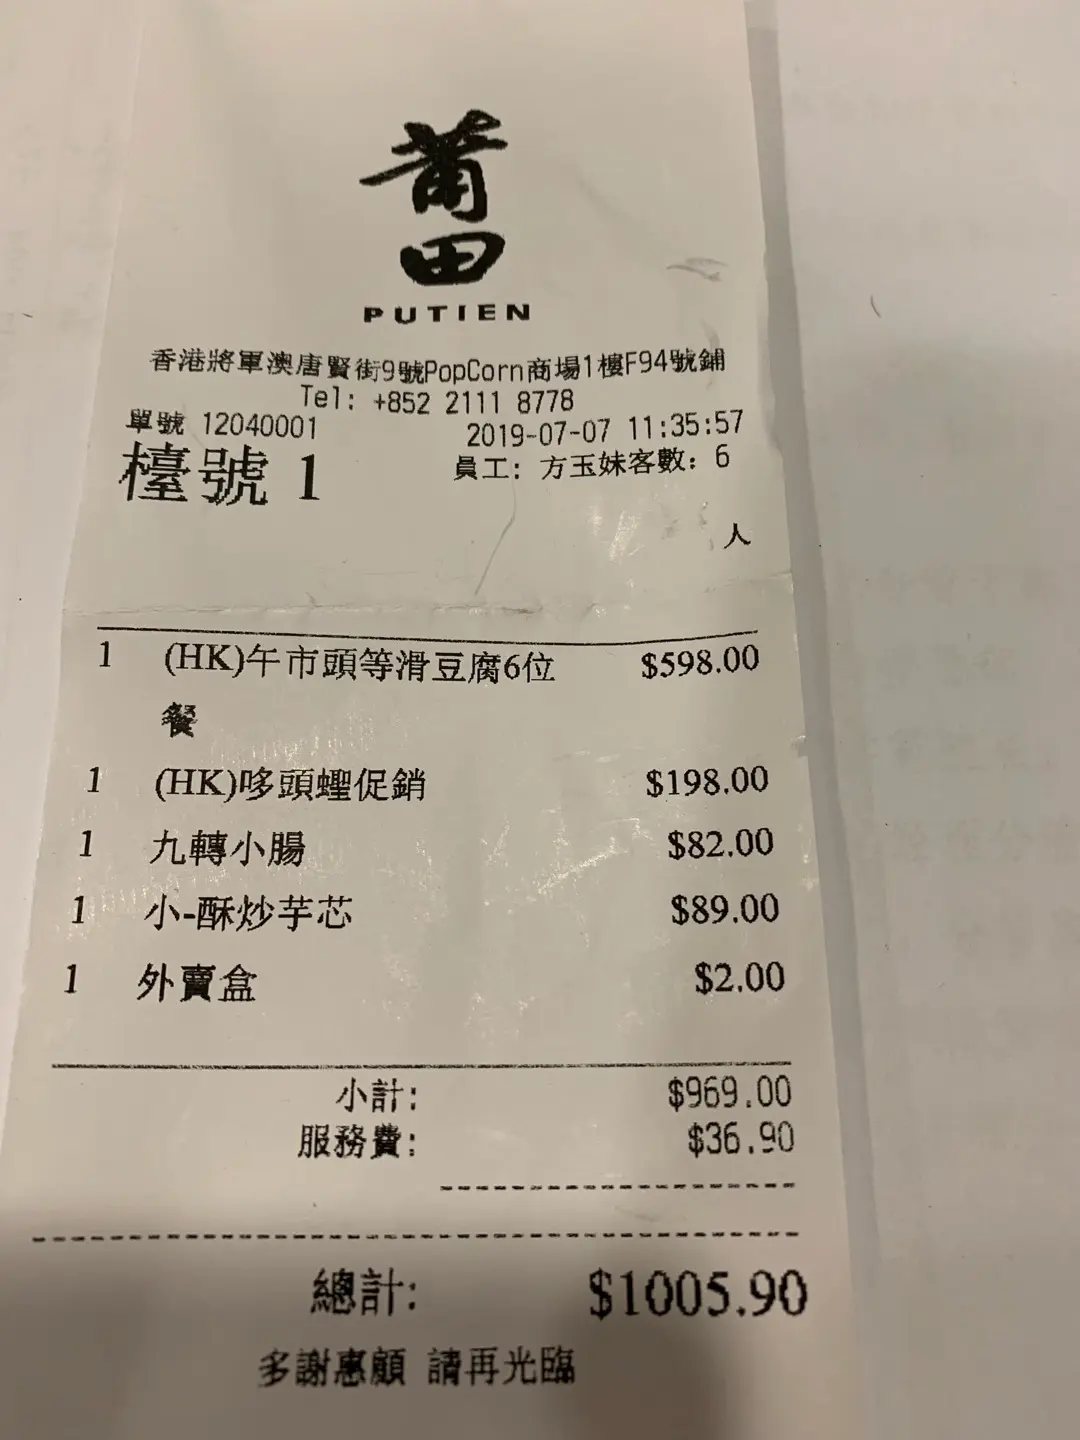 莆
田
PUTIEN
香港將軍澳唐賢街9號PopCorn商場1樓F94號鋪
Tel: +852 2111 8778
單號 12040001 2019-07-07 11:35:57
檯號 1 員工: 方玉妹客數: 6
人
1 (HK)午市頭等滑豆腐6位 $598.00
餐
1 (HK)哆頭蟶促銷 $198.00
1 九轉小腸 $82.00
1 小-酥炒芋芯 $89.00
1 外賣盒 $2.00
小計: $969.00
服務費: $36.90
總計: $1005.90
多謝惠顧 請再光臨